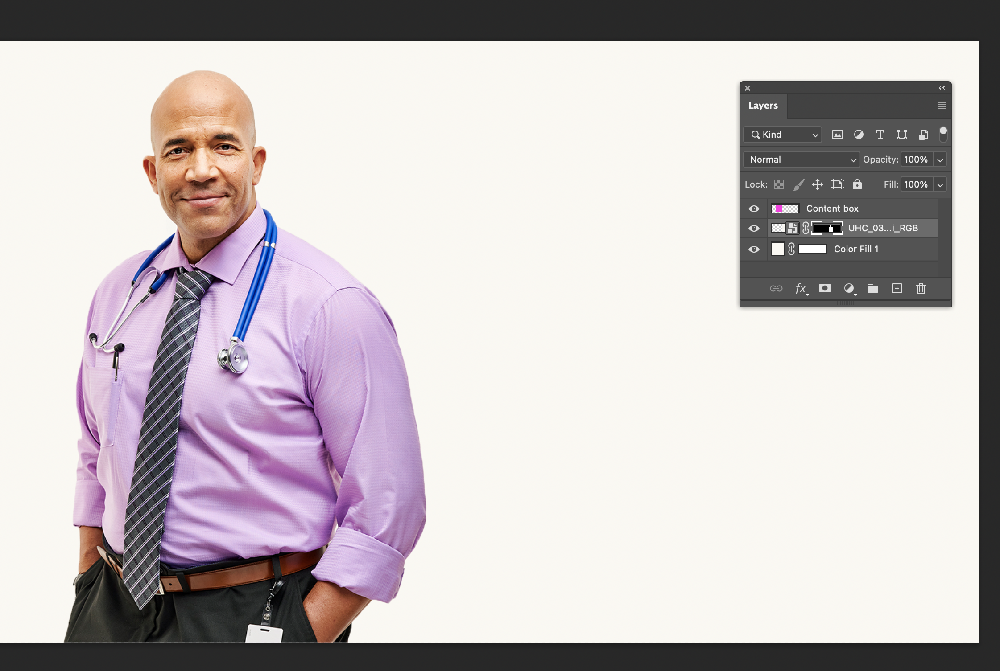 Layers
Kind
Normal Opacity: 100%
Lock: Fill: 100%
Content box
UHC_03...i_RGB
Color Fill 1
fx